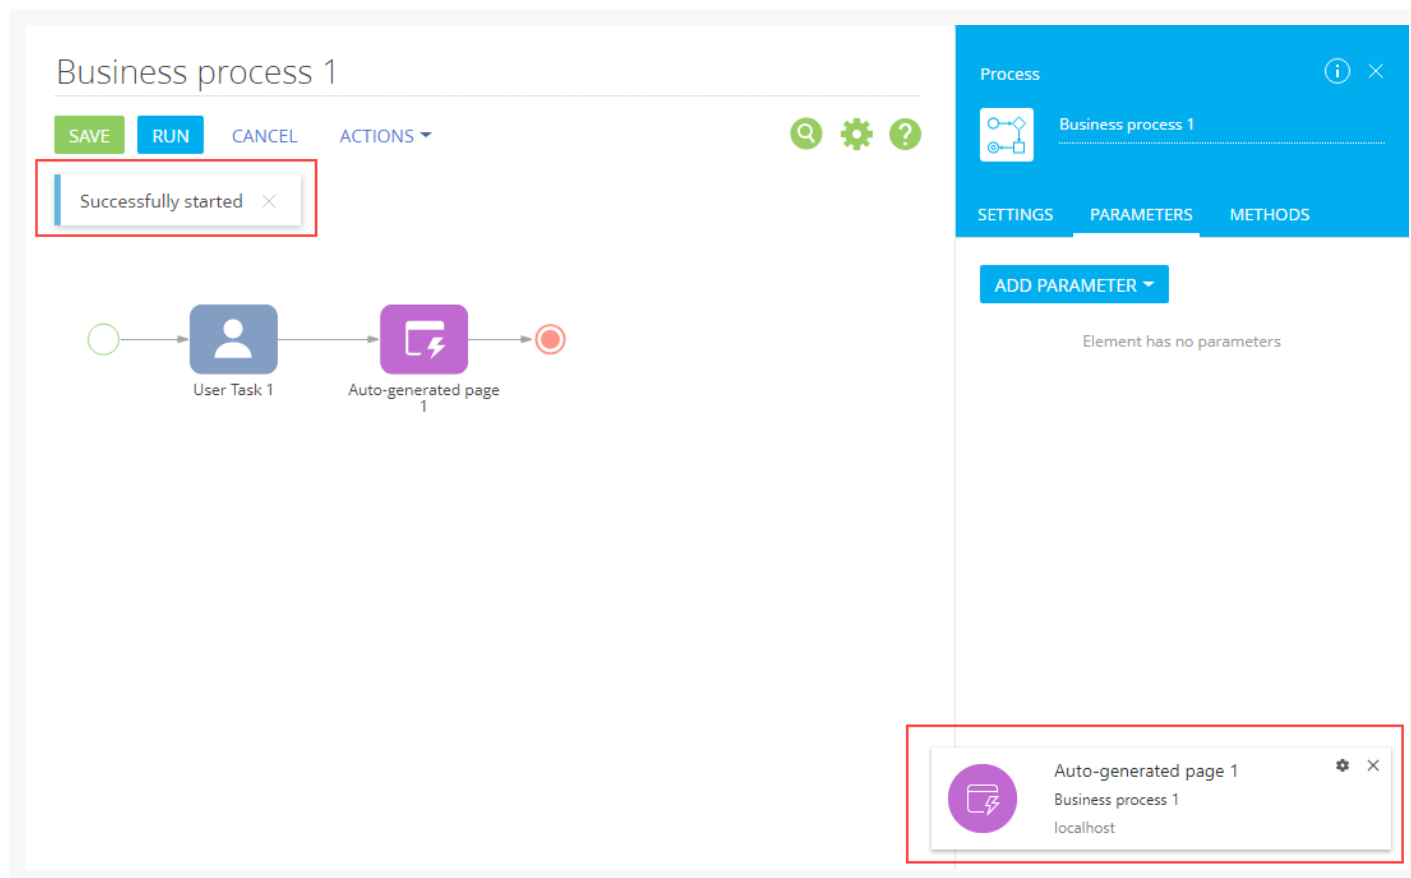 Business process 1
SAVE
RUN
CANCEL
ACTIONS
Successfully started
User Task 1
Auto-generated page
1
Process
Business process 1
SETTINGS
PARAMETERS
METHODS
ADD PARAMETER
Element has no parameters
Auto-generated page 1
Business process 1
localhost